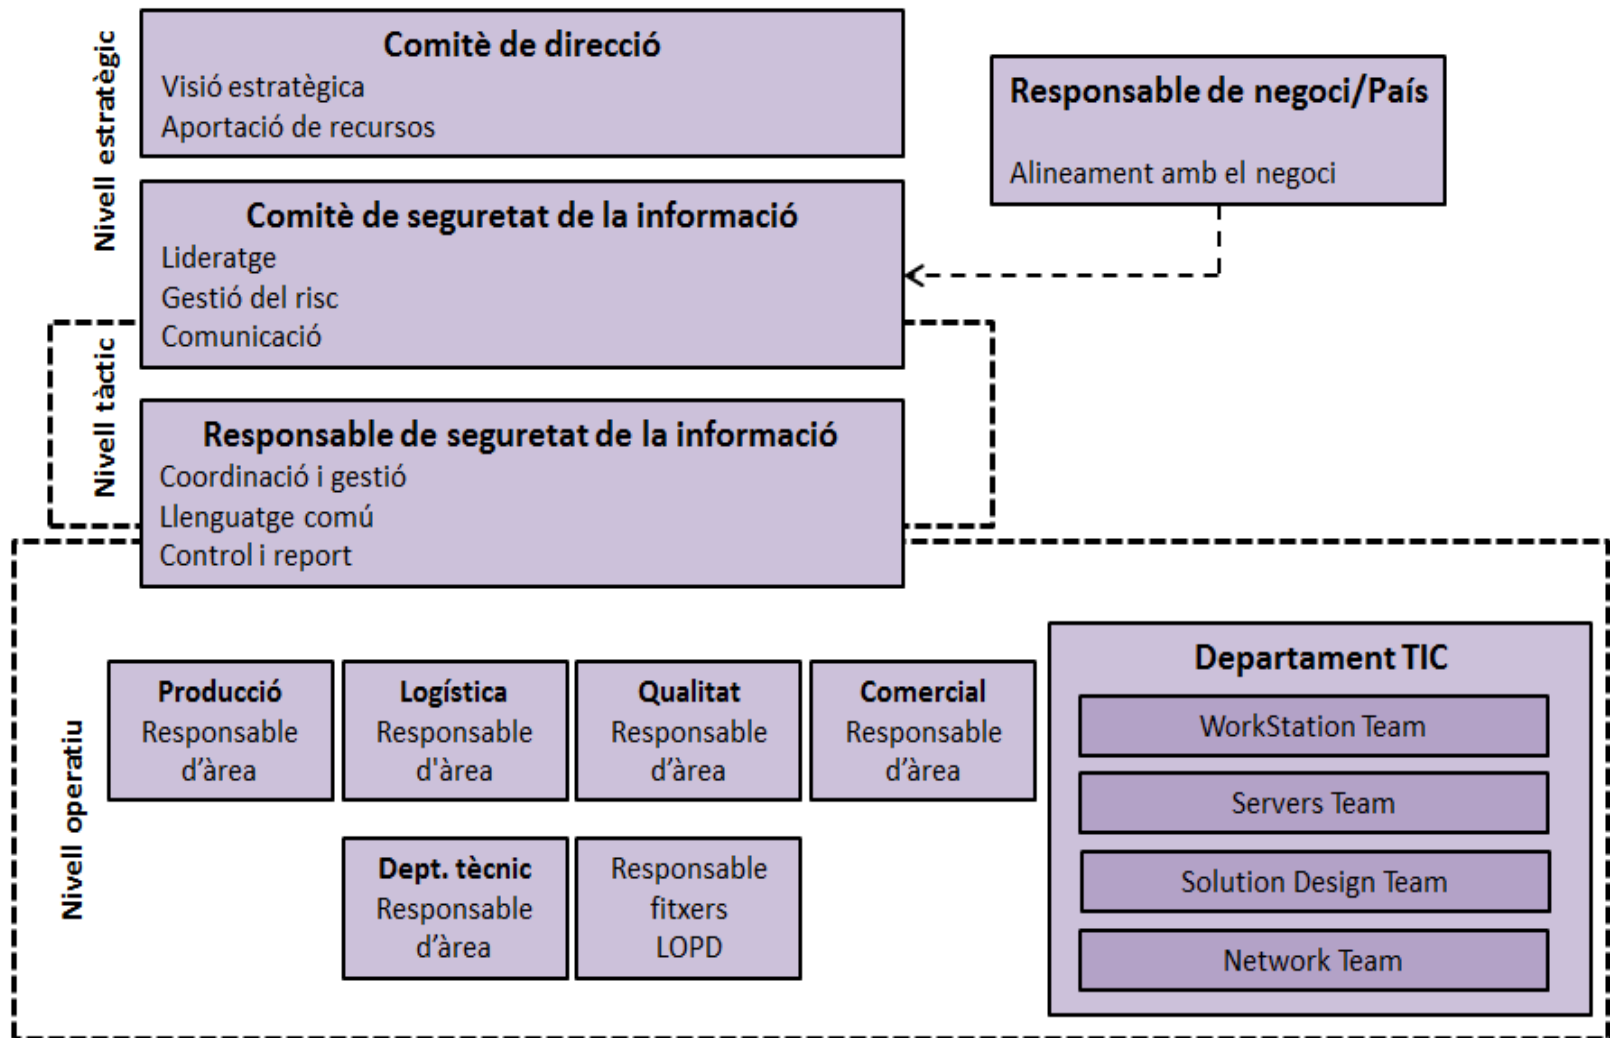 Nivell estratègic
Comitè de direcció
Visió estratègica
Aportació de recursos
Responsable de negoci/País
Alineament amb el negoci
Comitè de seguretat de la informació
Lideratge
Gestió del risc
Comunicació
Nivell tàctic
Responsable de seguretat de la informació
Coordinació i gestió
Llenguatge comú
Control i report
Nivell operatiu
Producció
Responsable
d’àrea
Logística
Responsable
d'àrea
Qualitat
Responsable
d’àrea
Comercial
Responsable
d’àrea
Dept. tècnic
Responsable
d’àrea
Responsable
fitxers
LOPD
Departament TIC
WorkStation Team
Servers Team
Solution Design Team
Network Team